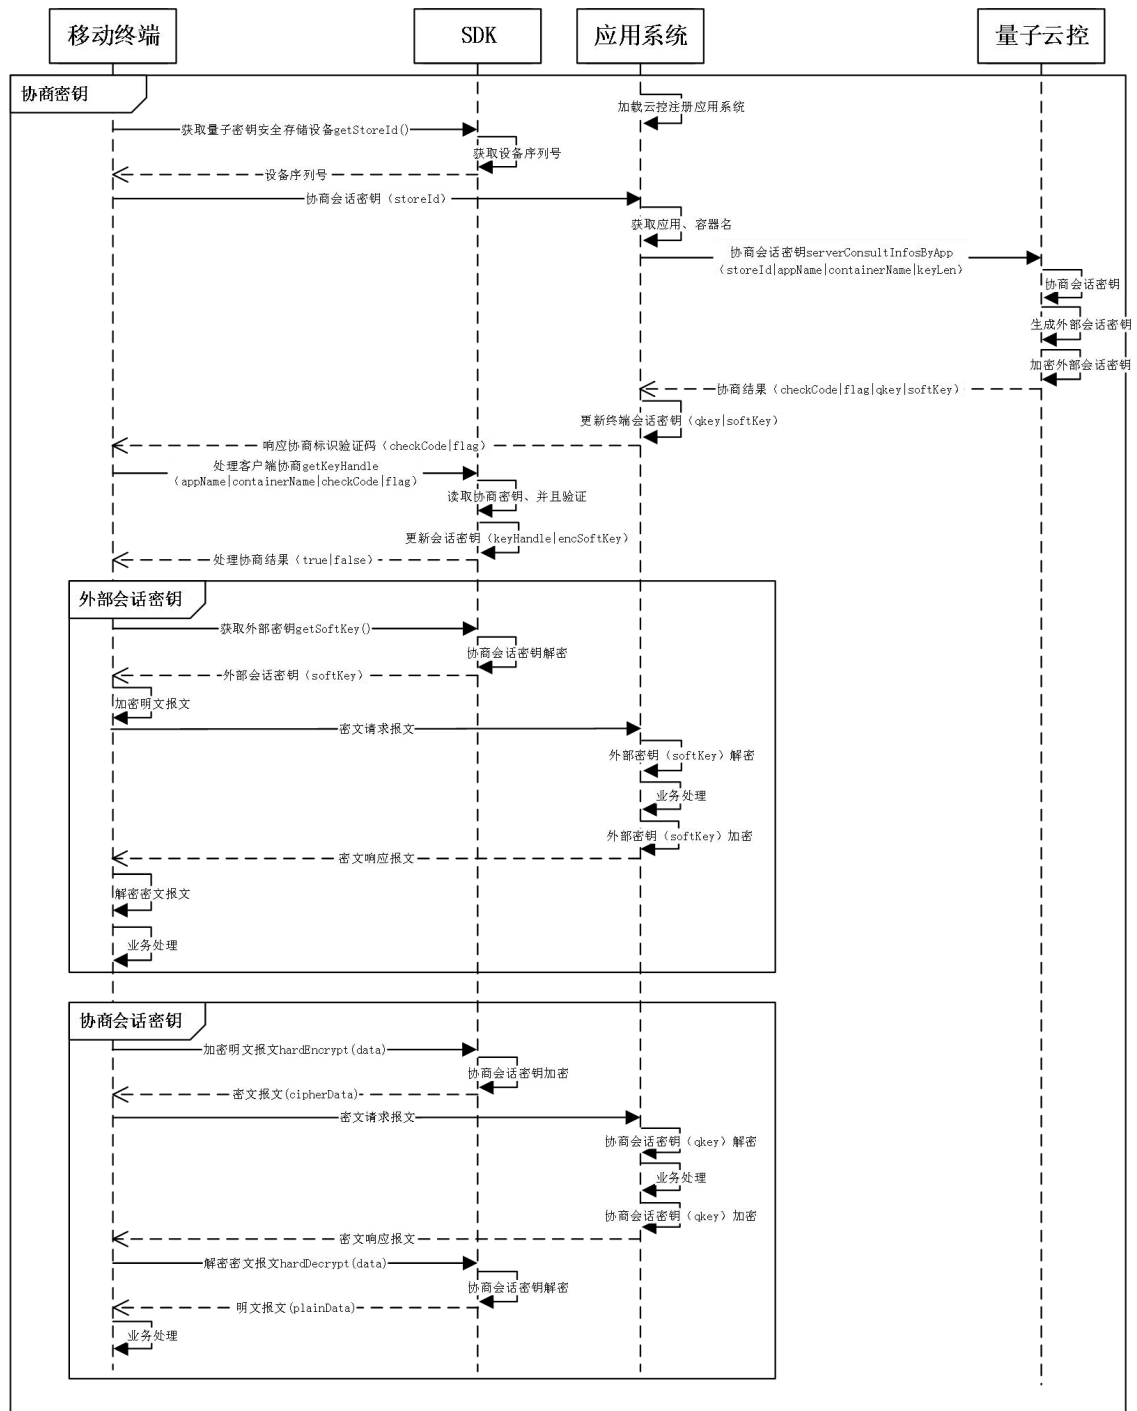 移动终端
SDK
应用系统
量子云控
协商密钥
加载云控注册应用系统
获取量子密钥安全存储设备getStoreId()
获取设备序列号
设备序列号
协商会话密钥（storeId）
获取应用、容器名
协商会话密钥serverConsultInfosByApp
（storeId|appName|containerName|keyLen）
协商会话密钥
生成外部会话密钥
加密外部会话密钥
协商结果（checkCode|flag|qkey|softKey）
更新终端会话密钥（qkey|softKey）
响应协商标识验证码（checkCode|flag）
处理客户端协商getKeyHandle
（appName|containerName|checkCode|flag）
读取协商密钥、并且验证
更新会话密钥（keyHandle|encSoftKey）
处理协商结果（true|false）
外部会话密钥
获取外部密钥getSoftKey()
协商会话密钥解密
外部会话密钥（softKey）
加密明文报文
密文请求报文
外部密钥（softKey）解密
业务处理
外部密钥（softKey）加密
密文响应报文
解密密文报文
业务处理
协商会话密钥
加密明文报文hardEncrypt(data)
协商会话密钥加密
密文报文(cipherData)
密文请求报文
协商会话密钥（qkey）解密
业务处理
协商会话密钥（qkey）加密
密文响应报文
解密密文报文hardDecrypt(data)
协商会话密钥解密
明文报文(plainData)
业务处理